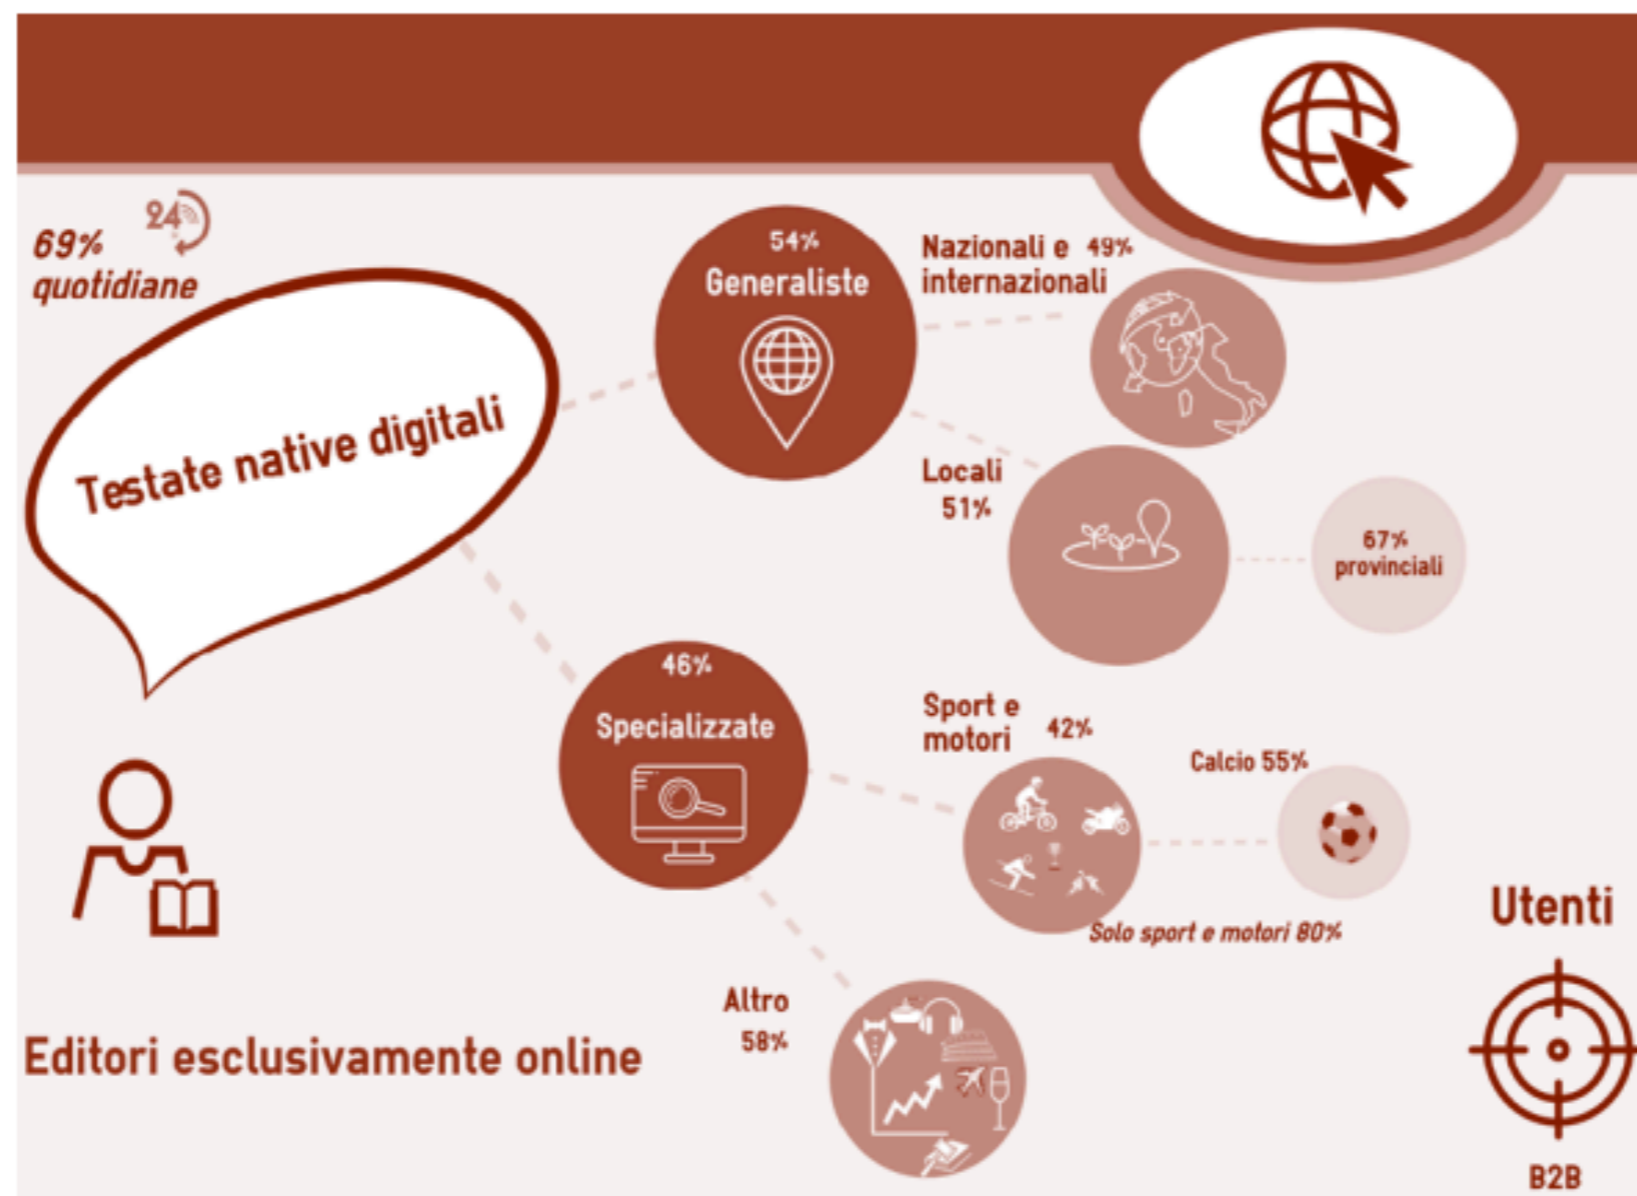 24
69%
quotidiane
Testate native digitali
54%
Generaliste
Nazionali e 49%
internazionali
Locali
51%
67%
provinciali
46%
Specializzate
Sport e
motori 42%
Calcio 55%
Solo sport e motori 80%
Altro
58%
Editori esclusivamente online
Utenti
B2B